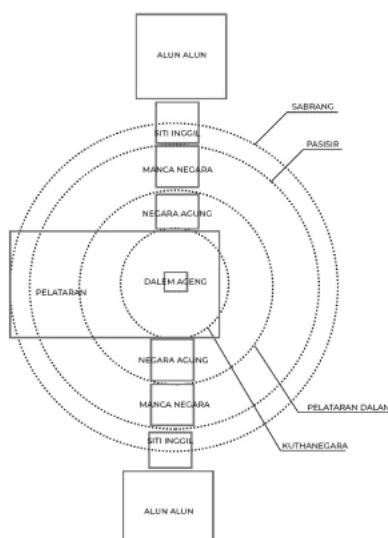 ALUN ALUN
SABRANG
SITI INGGIL
PASISIR
MANCA NEGARA
NEGARA AGUNG
DALEM AGENG
PELATARAN
NEGARA AGUNG
MANCA NEGARA
PELATARAN DALAM
SITI INGGIL
KUTHANEGARA
ALUN ALUN